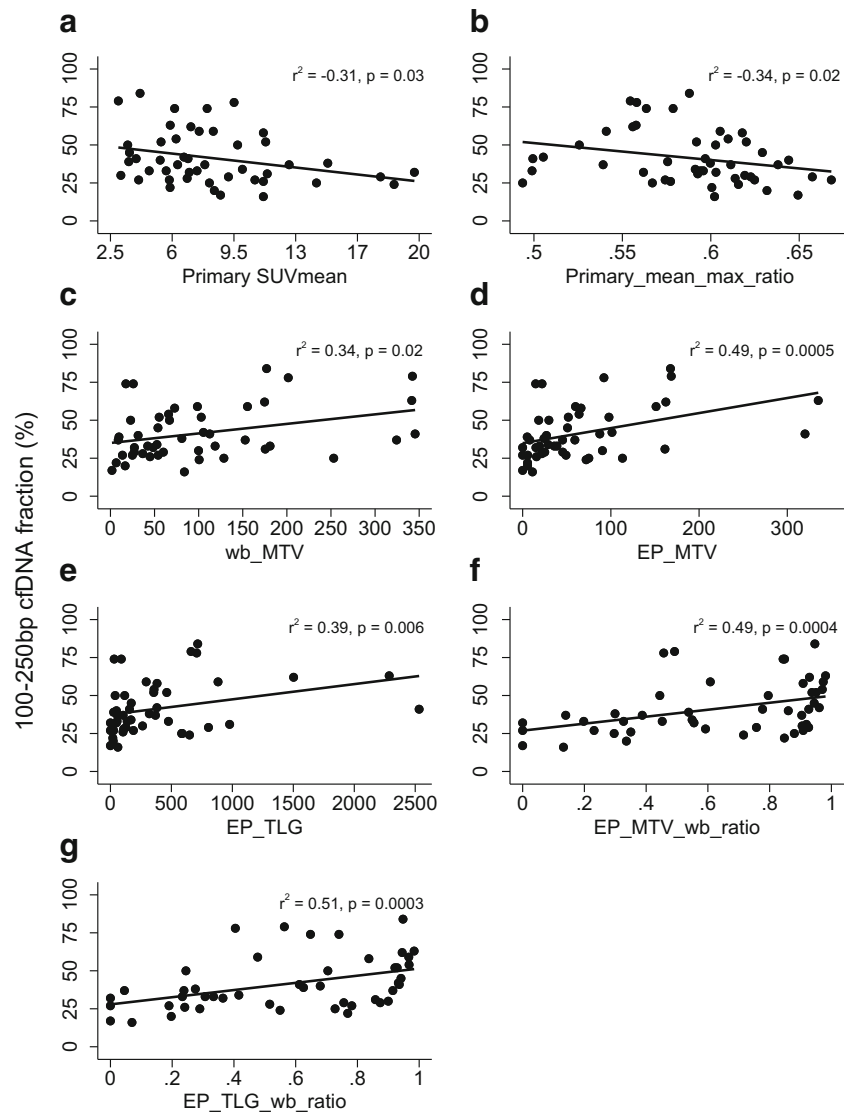 a
r² = -0.31, p = 0.03
100
75
50
25
0
2.5 6 9.5 13 17 20
Primary SUVmean
b
r² = -0.34, p = 0.02
100
75
50
25
0
.5 .55 .6 .65
Primary_mean_max_ratio
c
r² = 0.34, p = 0.02
100
75
50
25
0
0 50 100 150 200 250 300 350
wb_MTV
d
r² = 0.49, p = 0.0005
100
75
50
25
0
0 100 200 300
EP_MTV
100-250bp cfDNA fraction (%)
e
r² = 0.39, p = 0.006
100
75
50
25
0
0 500 1000 1500 2000 2500
EP_TLG
f
r² = 0.49, p = 0.0004
100
75
50
25
0
0 .2 .4 .6 .8 1
EP_MTV_wb_ratio
g
r² = 0.51, p = 0.0003
100
75
50
25
0
0 .2 .4 .6 .8 1
EP_TLG_wb_ratio